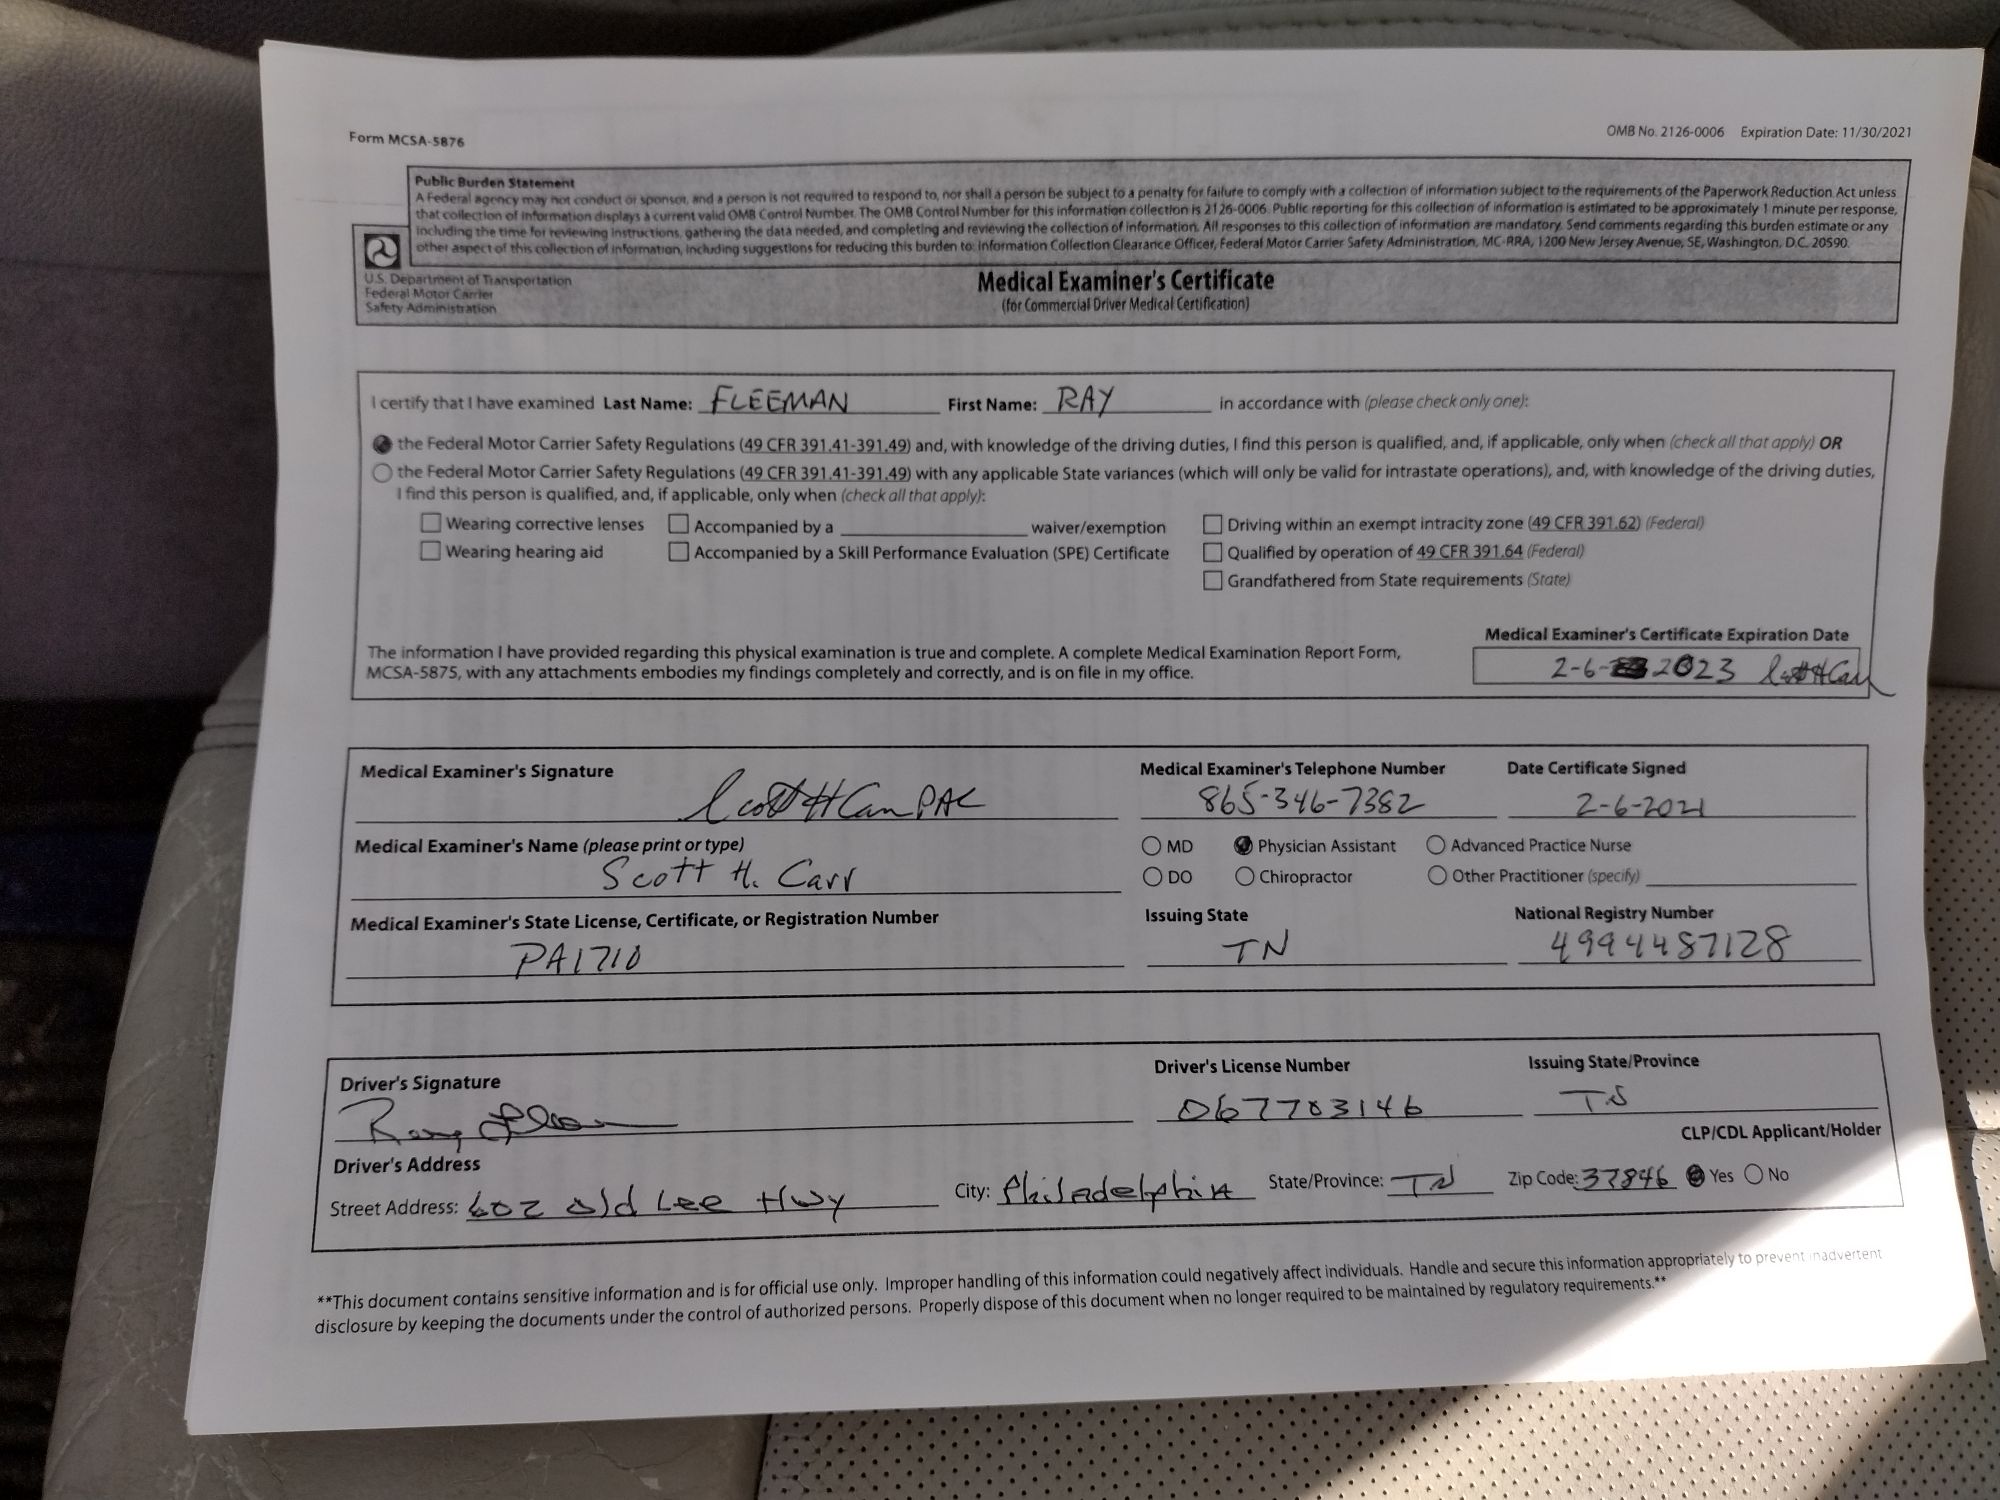 Form MCSA-5876
OMB No. 2126-0006 Expiration Date: 11/30/2021
Public Burden Statement
A Federal agency may not conduct or sponsor, and a person is not required to respond to, nor shall a person be subject to a penalty for failure to comply with a collection of information subject to the requirements of the Paperwork Reduction Act unless
that collection of information displays a current valid OMB Control Number. The OMB Control Number for this information collection is 2126-0006. Public reporting for this collection of information is estimated to be approximately 1 minute per response,
including the time for reviewing instructions, gathering the data needed, and completing and reviewing the collection of information. All responses to this collection of information are mandatory. Send comments regarding this burden estimate or any
other aspect of this collection of information, including suggestions for reducing this burden to: Information Collection Clearance Officer, Federal Motor Carrier Safety Administration, MC-RRA, 1200 New Jersey Avenue, SE, Washington, D.C. 20590.
U.S. Department of Transportation
Federal Motor Carrier
Safety Administration
Medical Examiner's Certificate
(for Commercial Driver Medical Certification)
I certify that I have examined Last Name: FLEEMAN First Name: RAY in accordance with (please check only one):
the Federal Motor Carrier Safety Regulations (49 CFR 391.41-391.49) and, with knowledge of the driving duties, I find this person is qualified, and, if applicable, only when (check all that apply) OR
the Federal Motor Carrier Safety Regulations (49 CFR 391.41-391.49) with any applicable State variances (which will only be valid for intrastate operations), and, with knowledge of the driving duties,
I find this person is qualified, and, if applicable, only when (check all that apply):
Wearing corrective lenses Accompanied by a waiver/exemption Driving within an exempt intracity zone (49 CFR 391.62) (Federal)
Wearing hearing aid Accompanied by a Skill Performance Evaluation (SPE) Certificate Qualified by operation of 49 CFR 391.64 (Federal)
Grandfathered from State requirements (State)
The information I have provided regarding this physical examination is true and complete. A complete Medical Examination Report Form,
MCSA-5875, with any attachments embodies my findings completely and correctly, and is on file in my office.
Medical Examiner's Certificate Expiration Date
2-6- 2023 Scott H Carr
Medical Examiner's Signature Medical Examiner's Telephone Number Date Certificate Signed
Scott H Carr PAC 865-346-7382 2-6-2021
Medical Examiner's Name (please print or type) MD Physician Assistant Advanced Practice Nurse
Scott H. Carr DO Chiropractor Other Practitioner (specify)
Medical Examiner's State License, Certificate, or Registration Number Issuing State National Registry Number
PA1710 TN 4994487128
Driver's Signature Driver's License Number Issuing State/Province
Ray 067703146 TN
CLP/CDL Applicant/Holder
Driver's Address
Street Address: 602 old Lee Hwy City: Philadelphia State/Province: TN Zip Code: 37846 Yes No
**This document contains sensitive information and is for official use only. Improper handling of this information could negatively affect individuals. Handle and secure this information appropriately to prevent inadvertent
disclosure by keeping the documents under the control of authorized persons. Properly dispose of this document when no longer required to be maintained by regulatory requirements.**